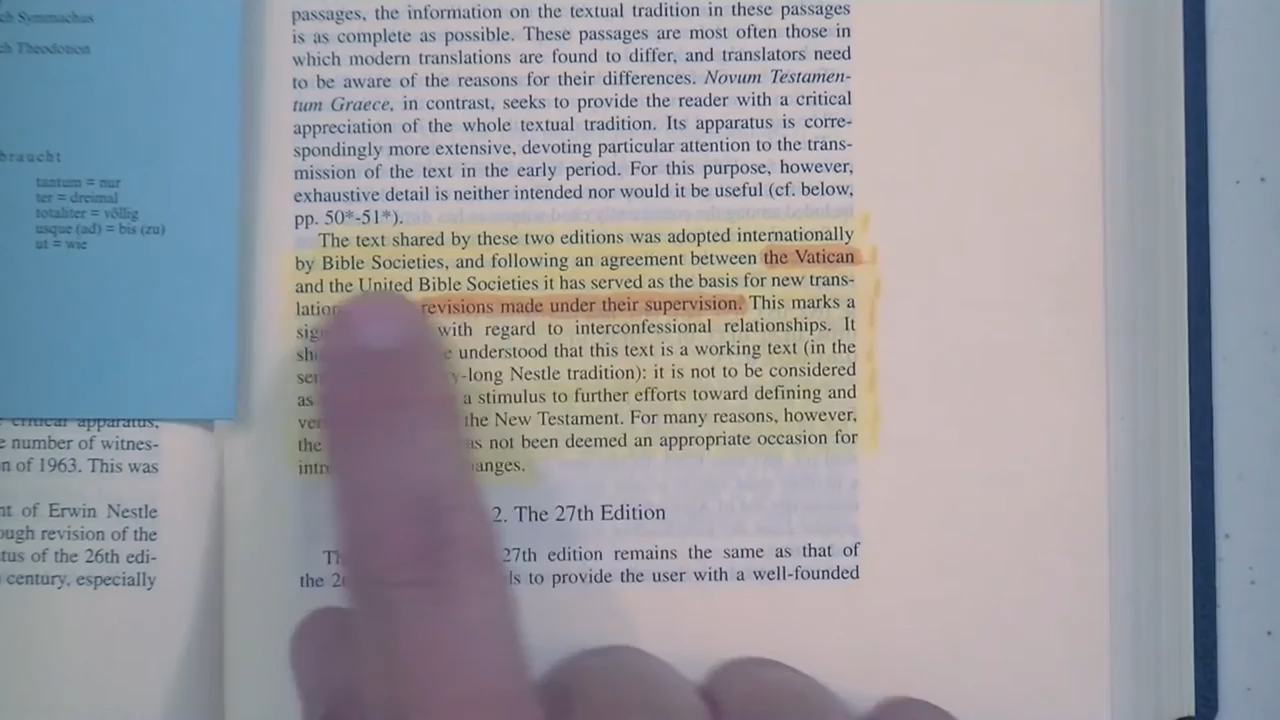 ch Symmachus
ch Theodotion
braucht
tantum = nur
ter = dreimal
totaliter = völlig
usque (ad) = bis (zu)
ut = wie
critical apparatus,
e number of witnes-
n of 1963. This was
nt of Erwin Nestle
ough revision of the
tus of the 26th edi-
century, especially
passages, the information on the textual tradition in these passages
is as complete as possible. These passages are most often those in
which modern translations are found to differ, and translators need
to be aware of the reasons for their differences. Novum Testamen-
tum Graece, in contrast, seeks to provide the reader with a critical
appreciation of the whole textual tradition. Its apparatus is corre-
spondingly more extensive, devoting particular attention to the trans-
mission of the text in the early period. For this purpose, however,
exhaustive detail is neither intended nor would it be useful (cf. below,
pp. 50*-51*).
The text shared by these two editions was adopted internationally
by Bible Societies, and following an agreement between the Vatican
and the United Bible Societies it has served as the basis for new trans-
lation revisions made under their supervision. This marks a
sig with regard to interconfessional relationships. It
sh e understood that this text is a working text (in the
sen y-long Nestle tradition): it is not to be considered
as a stimulus to further efforts toward defining and
ver the New Testament. For many reasons, however,
the as not been deemed an appropriate occasion for
intr anges.
2. The 27th Edition
Th 27th edition remains the same as that of
the 2 ls to provide the user with a well-founded